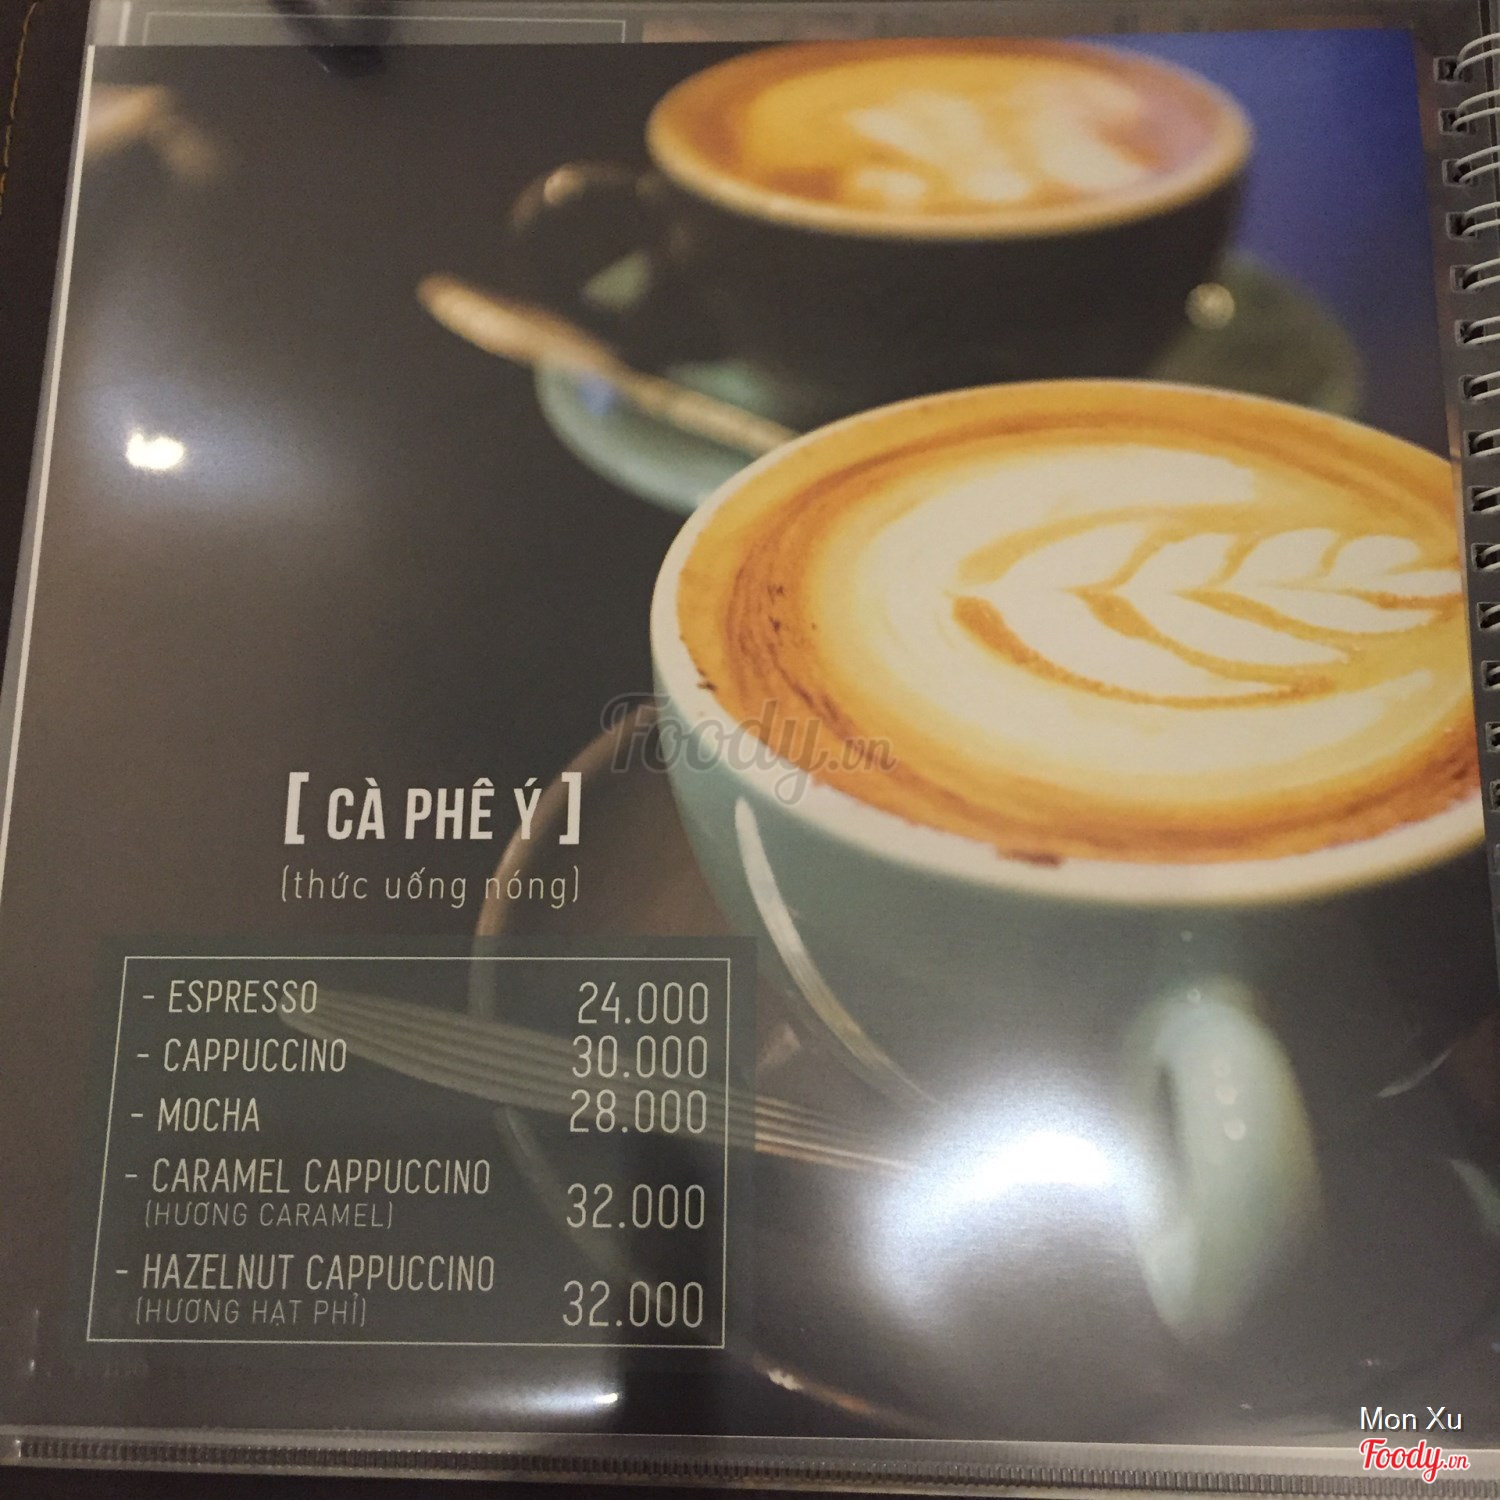 Foody.vn
[ CÀ PHÊ Ý ]
(thức uống nóng)
- ESPRESSO 24.000
- CAPPUCCINO 30.000
- MOCHA 28.000
- CARAMEL CAPPUCCINO 32.000
(HƯƠNG CARAMEL)
- HAZELNUT CAPPUCCINO 32.000
(HƯƠNG HẠT PHỈ)
Mon Xu
Foody.vn